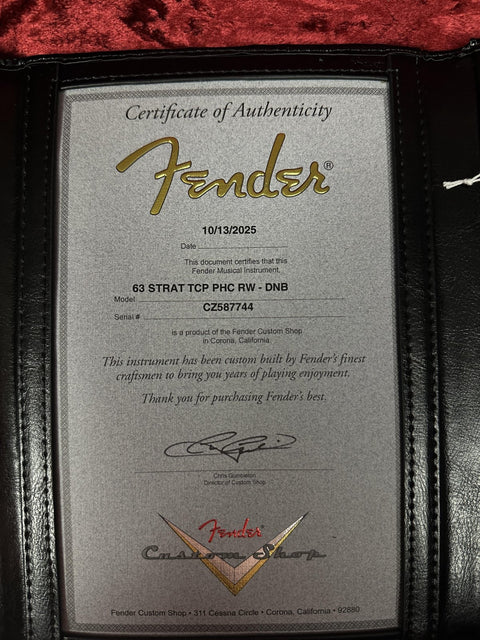 Certificate of Authenticity
Fender®
10/13/2025
Date
This document certifies that this
Fender Musical Instrument.
63 STRAT TCP PHC RW - DNB
Model
CZ587744
Serial #
is a product of the Fender Custom Shop
in Corona, California.
This instrument has been custom built by Fender's finest
craftsmen to bring you years of playing enjoyment.
Thank you for purchasing Fender's best.
Director of Custom Shop
Fender
Custom Shop
Fender Custom Shop • 311 Cessna Circle • Corona, California • 92880